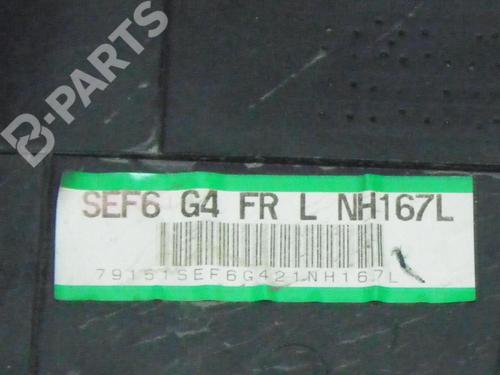 B-PARTS
SEF6 G4 FR L NH167L
79151SEF6G421NH167L